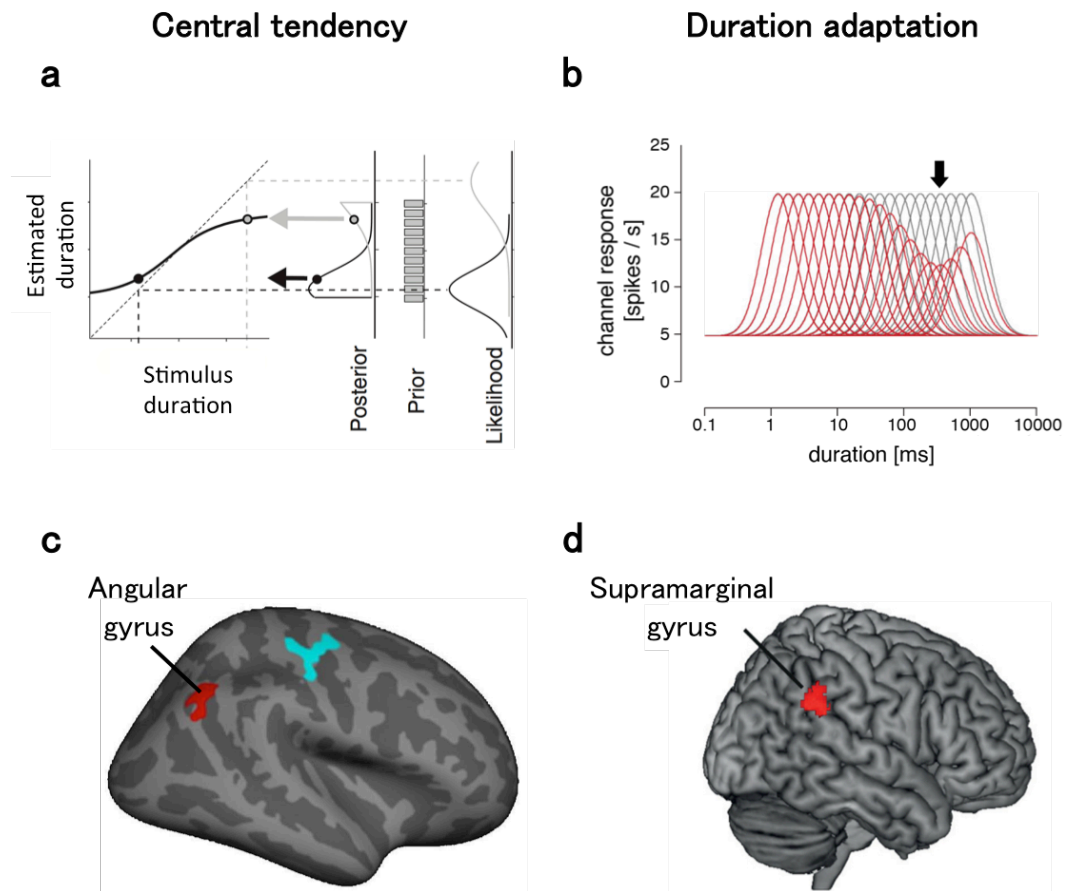 Central tendency
Duration adaptation
a
Estimated
duration
Stimulus
duration
Posterior
Prior
Likelihood
b
channel response
[spikes / s]
25
20
15
10
5
0
0.1 1 10 100 1000 10000
duration [ms]
c
Angular
gyrus
d
Supramarginal
gyrus